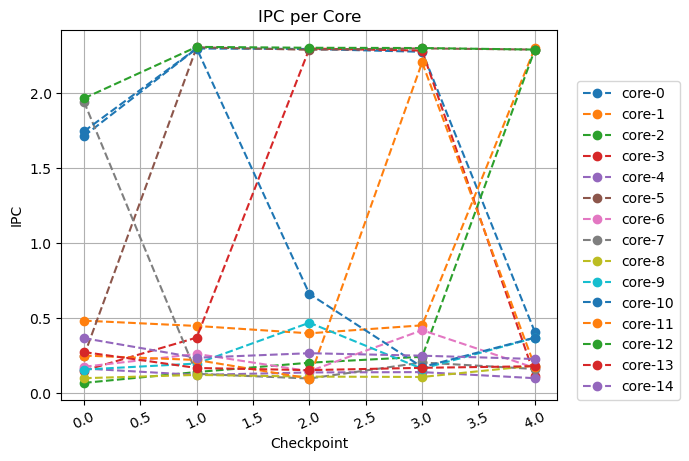 IPC per Core
IPC
2.0
1.5
1.0
0.5
0.0
0.0
0.5
1.0
1.5
2.0
2.5
3.0
3.5
4.0
Checkpoint
core-0
core-1
core-2
core-3
core-4
core-5
core-6
core-7
core-8
core-9
core-10
core-11
core-12
core-13
core-14